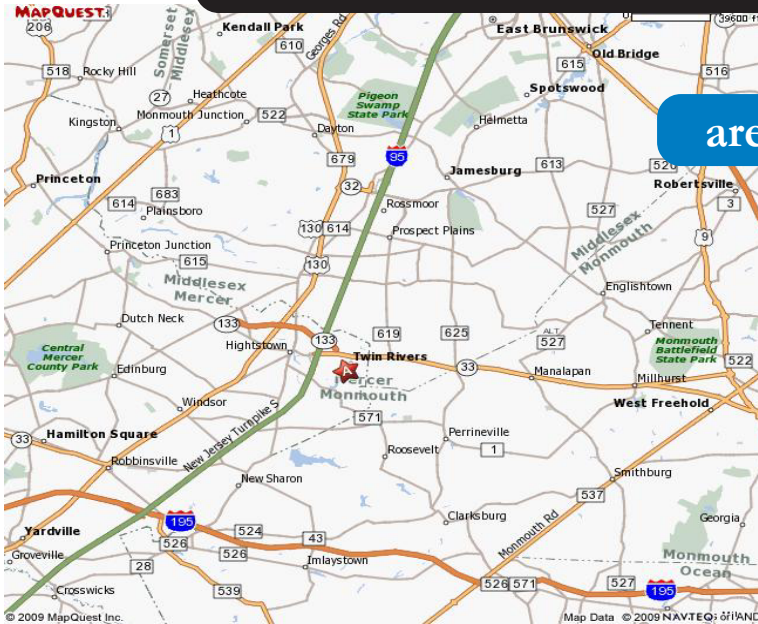 MAPQUEST
39600 ft
206
Kendall Park
Georges Rd
East Brunswick
Old Bridge
Somerset
Middlesex
610
615
518
Rocky Hill
516
27
Heathcote
Spotswood
Monmouth Junction
522
Pigeon
Swamp
State Park
Kingston
1
Dayton
Helmetta
are
679
95
Princeton
32
Jamesburg
613
520
Robertsville
683
614
Plainsboro
Rossmoor
527
3
130
614
Prospect Plains
Middlesex
Monmouth
9
Princeton Junction
615
130
Middlesex
Mercer
Englishtown
Dutch Neck
133
133
619
625
ALT
527
Tennent
Central
Mercer
County Park
Hightstown
Twin Rivers
Monmouth
Battlefield
State Park
522
A
33
Edinburg
Mercer
Monmouth
Manalapan
Millhurst
Windsor
571
West Freehold
33
Hamilton Square
New Jersey Turnpike S
Perrineville
Roosevelt
1
Robbinsville
New Sharon
Smithburg
537
Yardville
195
524
43
Clarksburg
Monmouth Rd
Georgia
526
526
Groveville
28
Imlaystown
Monmouth
Ocean
Crosswicks
539
526
571
527
195
© 2009 MapQuest Inc.
Map Data © 2009 NAVTEQ